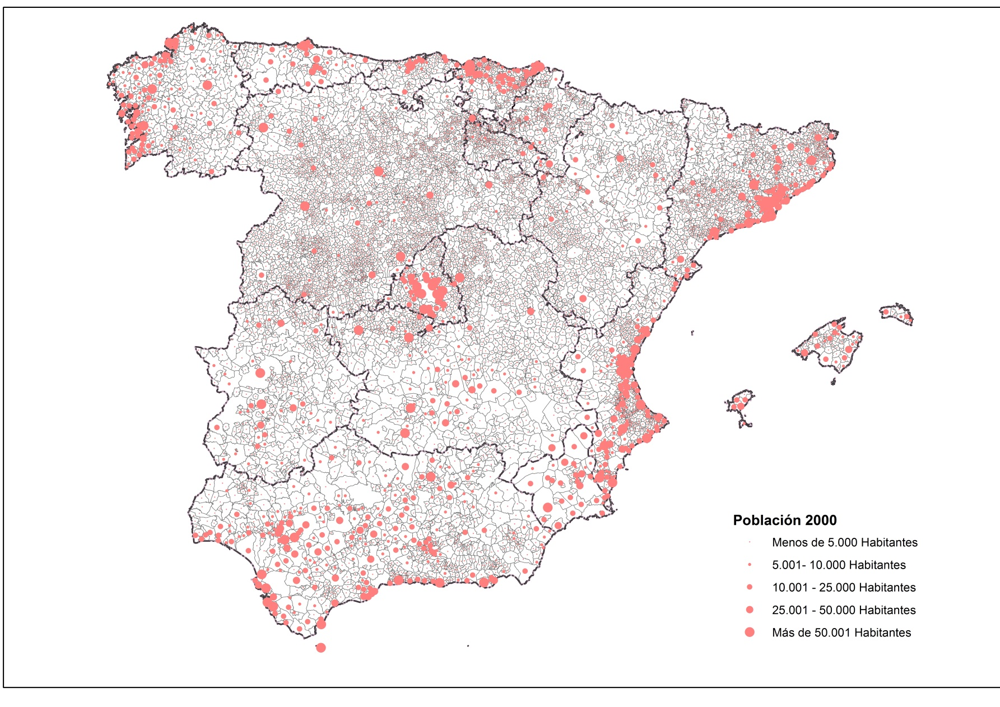 Población 2000
Menos de 5.000 Habitantes
5.001- 10.000 Habitantes
10.001 - 25.000 Habitantes
25.001 - 50.000 Habitantes
Más de 50.001 Habitantes